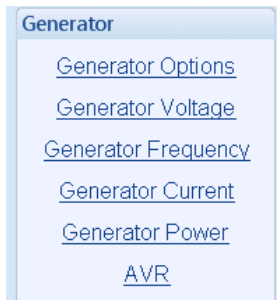 Generator
Generator Options
Generator Voltage
Generator Frequency
Generator Current
Generator Power
AVR